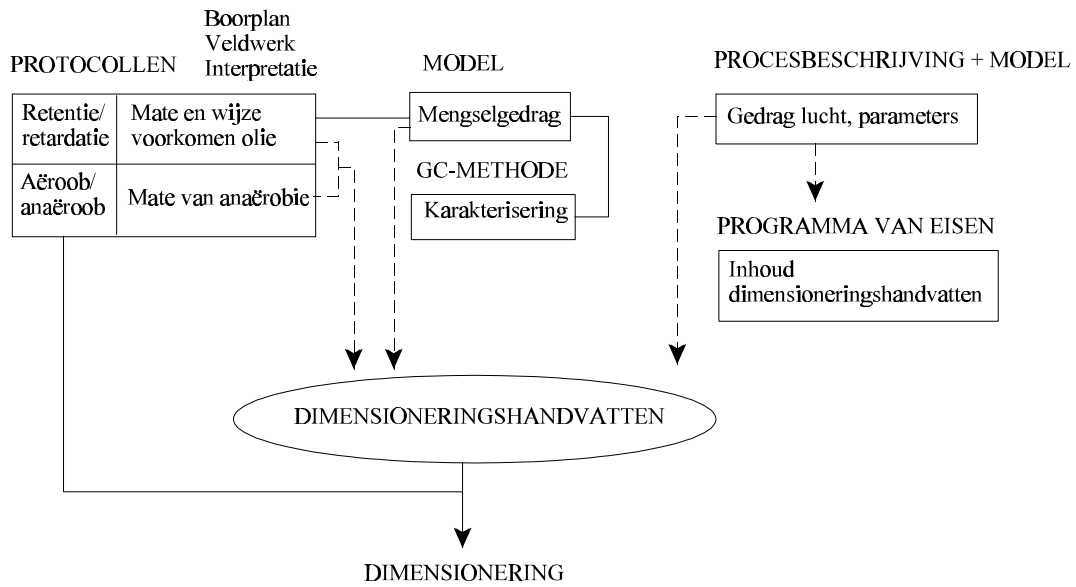 Boorplan
Veldwerk
Interpretatie
PROTOCOLLEN
MODEL
PROCESBESCHRIJVING + MODEL
Retentie/
retardatie
Mate en wijze
voorkomen olie
Mengselgedrag
Gedrag lucht, parameters
GC-METHODE
Aëroob/
anaëroob
Mate van anaërobie
Karakterisering
PROGRAMMA VAN EISEN
Inhoud
dimensioneringshandvatten
DIMENSIONERINGSHANDVATTEN
DIMENSIONERING